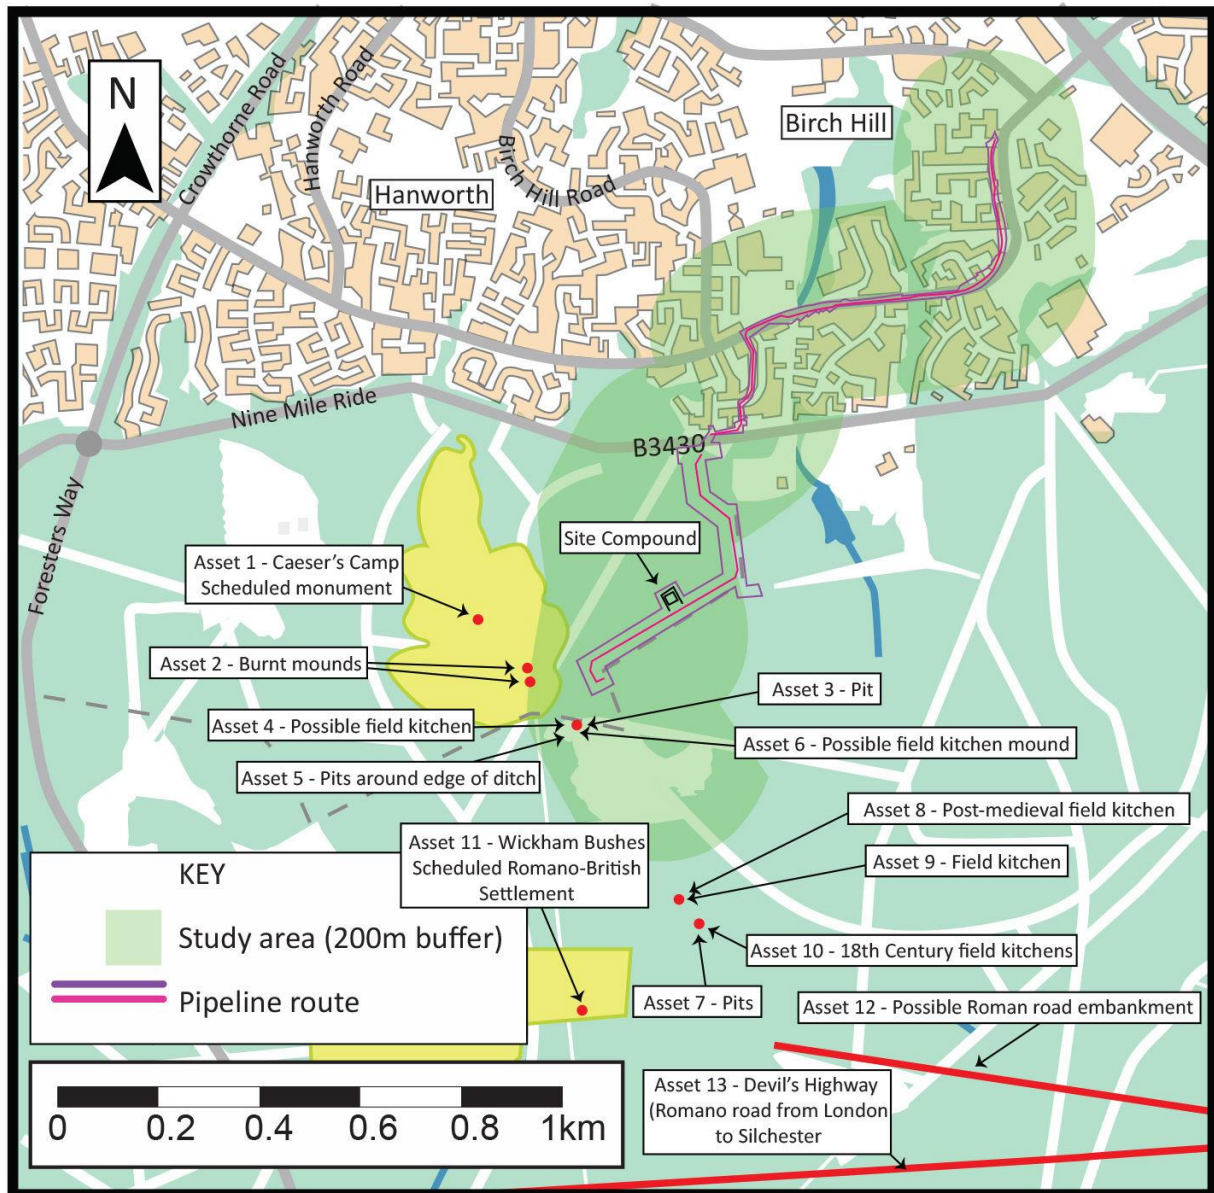 N
Crowthorne Road
Hanworth Road
Birch Hill Road
Birch Hill
Hanworth
Nine Mile Ride
B3430
Foresters Way
Site Compound
Asset 1 - Caeser's Camp
Scheduled monument
Asset 2 - Burnt mounds
Asset 3 - Pit
Asset 4 - Possible field kitchen
Asset 6 - Possible field kitchen mound
Asset 5 - Pits around edge of ditch
Asset 8 - Post-medieval field kitchen
Asset 11 - Wickham Bushes
Scheduled Romano-British
Settlement
Asset 9 - Field kitchen
Asset 10 - 18th Century field kitchens
Asset 7 - Pits
Asset 12 - Possible Roman road embankment
Asset 13 - Devil's Highway
(Romano road from London
to Silchester
KEY
Study area (200m buffer)
Pipeline route
0 0.2 0.4 0.6 0.8 1km